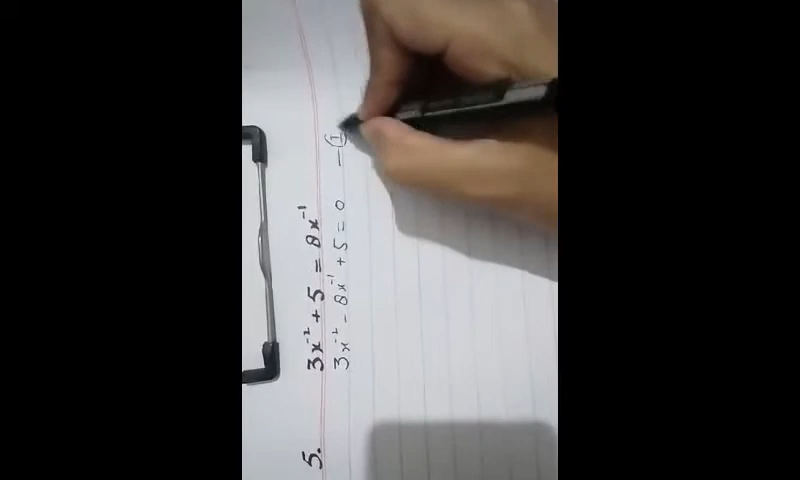 5. 3x⁻² + 5 = 8x⁻¹
3x⁻² - 8x⁻¹ + 5 = 0 — ①